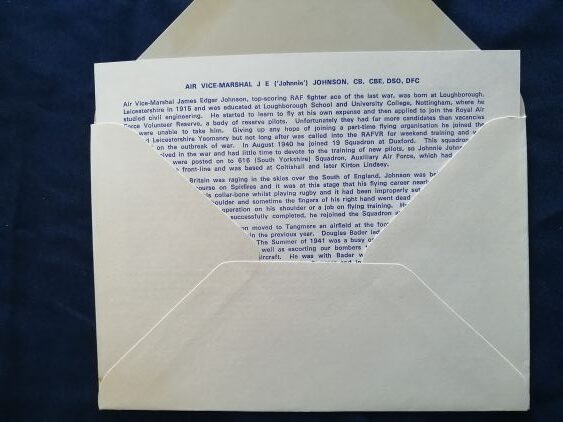 AIR VICE-MARSHAL J E ('Johnnie') JOHNSON, CB, CBE, DSO, DFC
Air Vice-Marshal James Edgar Johnson, top-scoring RAF fighter ace of the last war, was born at Loughborough,
Leicestershire in 1915 and was educated at Loughborough School and University College, Nottingham, where he
studied civil engineering. He started to learn to fly at his own expense and then applied to join the Royal Air
Force Volunteer Reserve, a body of reserve pilots. Unfortunately they had far more candidates than vacancies
were unable to take him. Giving up any hopes of joining a part-time flying organisation he joined the
Leicestershire Yeomanry but not long after was called into the RAFVR for weekend training and
on the outbreak of war. In August 1940 he joined 19 Squadron at Duxford. This
in the war and had little time to devote to the training of new pilots, so Johnnie
were posted on to 616 (South Yorkshire) Squadron, Auxiliary Air Force, which had
front-line and was based at Coltishall and later Kirton Lindsey.
Britain was raging in the skies over the South of England, Johnson was
course on Spitfires and it was at this stage that his flying career
his collar-bone whilst playing rugby and it had been improperly
shoulder and sometime the fingers of his right hand went dead
operation on his shoulder or a job on flying training.
successfully completed, he rejoined the Squadron
moved to Tangmere an airfield at the
in the previous year. Douglas Bader
The Summer of 1941 was a busy
well as escorting our bombers
aircraft. He was with Bader